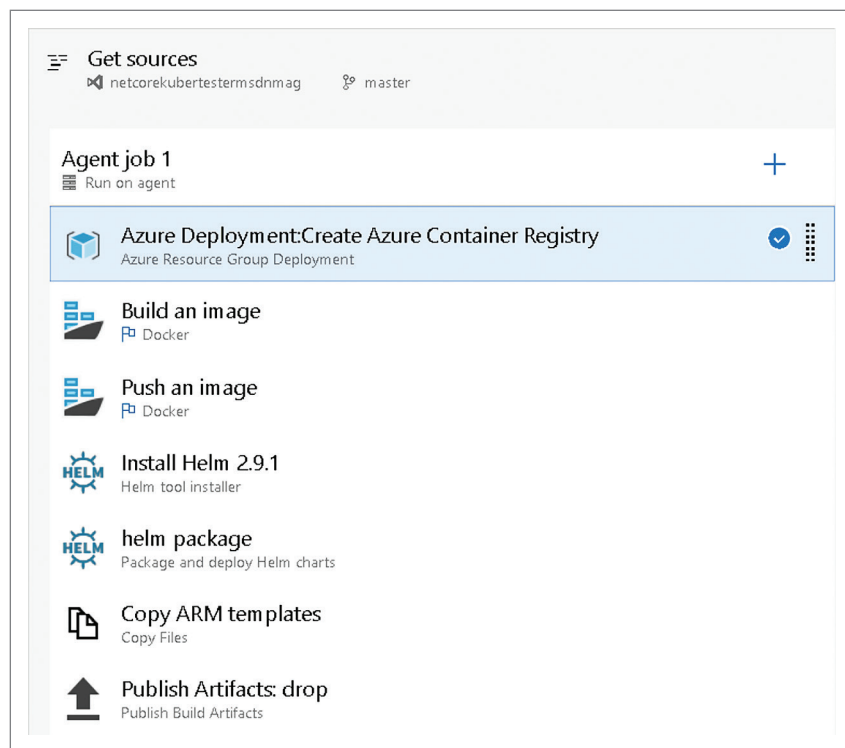 Get sources
netcorekubertestermsdnmag master
Agent job 1
Run on agent
Azure Deployment:Create Azure Container Registry
Azure Resource Group Deployment
Build an image
Docker
Push an image
Docker
HELM
Install Helm 2.9.1
Helm tool installer
HELM
helm package
Package and deploy Helm charts
Copy ARM templates
Copy Files
Publish Artifacts: drop
Publish Build Artifacts